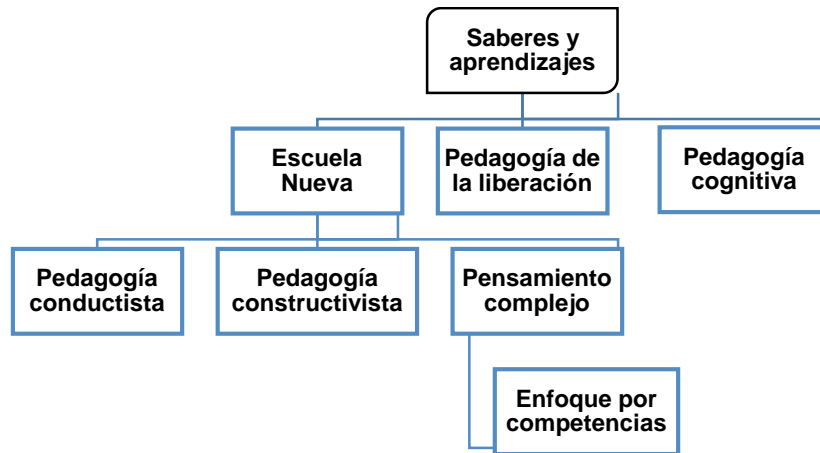 Saberes y
aprendizajes
Escuela
Nueva
Pedagogía de
la liberación
Pedagogía
cognitiva
Pedagogía
conductista
Pedagogía
constructivista
Pensamiento
complejo
Enfoque por
competencias